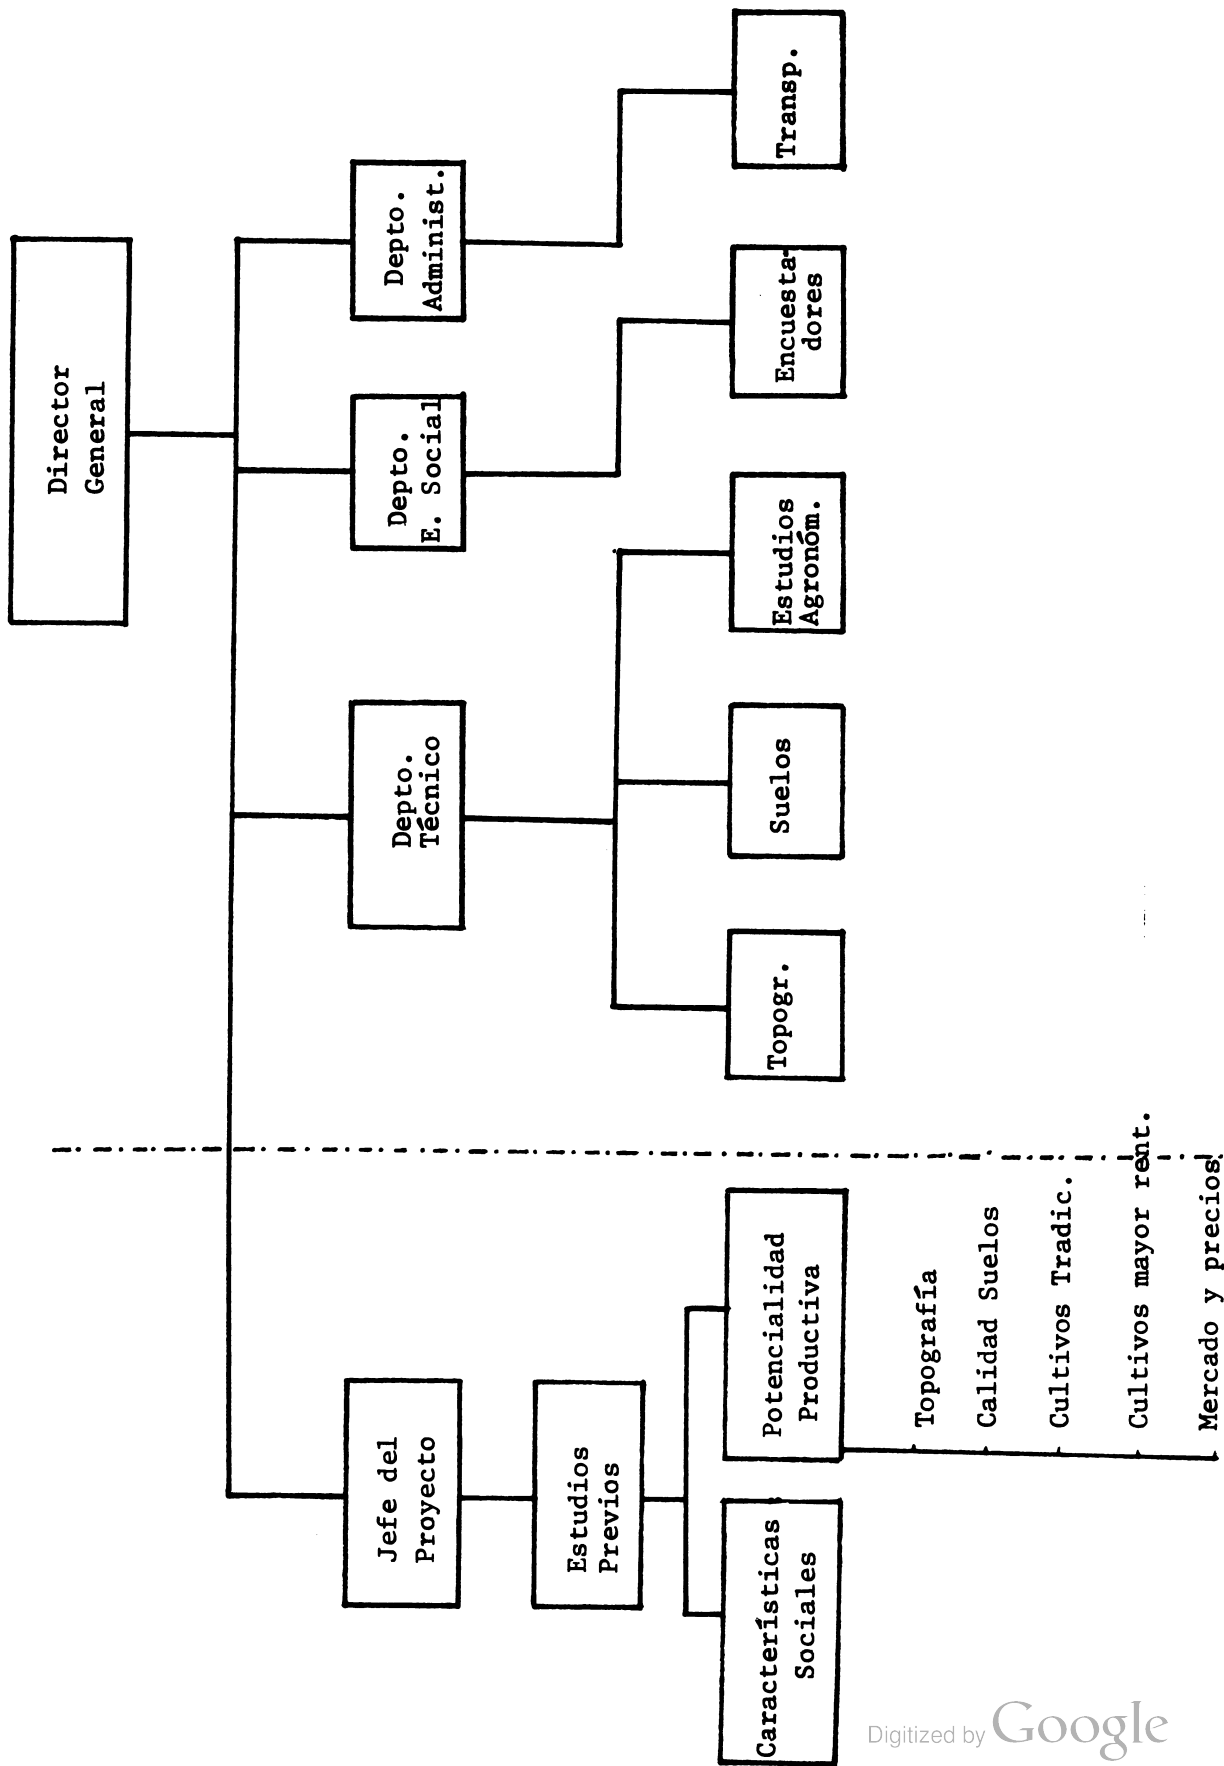 Director
General
Jefe del
Proyecto
Depto.
Técnico
Depto.
E. Social
Depto.
Administ.
Estudios
Previos
Características
Sociales
Potencialidad
Productiva
Topogr.
Suelos
Estudios
Agronóm.
Encuesta-
dores
Transp.
Topografía
Calidad Suelos
Cultivos Tradic.
Cultivos mayor rent.
Mercado y precios
Digitized by Google